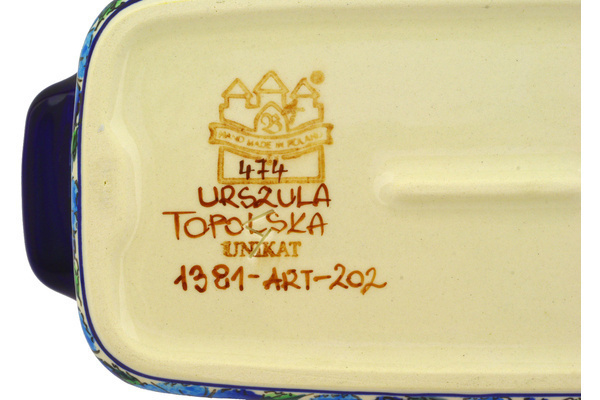 HAND MADE IN POLAND
474
URSZULA
TOPOLSKA
UNIKAT
1381-ART-202